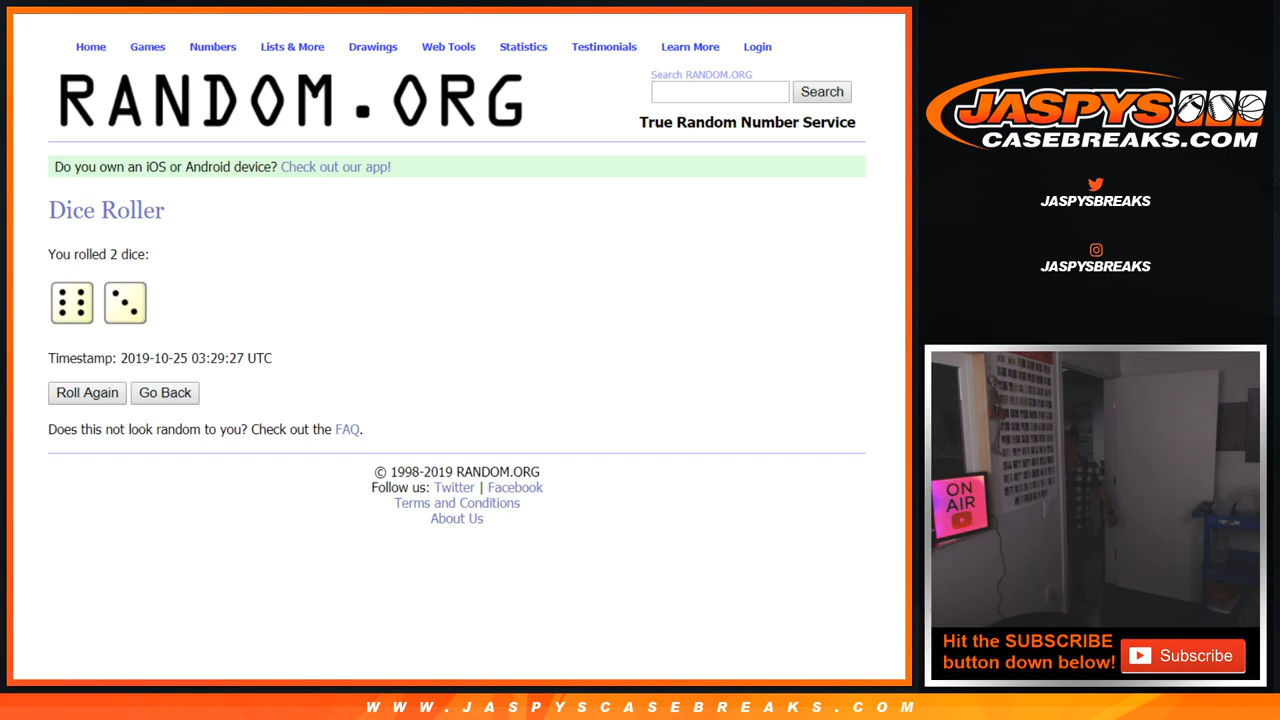 Home Games Numbers Lists & More Drawings Web Tools Statistics Testimonials Learn More Login
RANDOM.ORG
Search RANDOM.ORG
Search
True Random Number Service
Do you own an iOS or Android device? Check out our app!
Dice Roller
You rolled 2 dice:
Timestamp: 2019-10-25 03:29:27 UTC
Roll Again Go Back
Does this not look random to you? Check out the FAQ.
© 1998-2019 RANDOM.ORG
Follow us: Twitter | Facebook
Terms and Conditions
About Us
JASPYS
CASEBREAKS.COM
JASPYSBREAKS
JASPYSBREAKS
ON
AIR
Hit the SUBSCRIBE
button down below!
Subscribe
WWW.JASPYSCASEBREAKS.COM